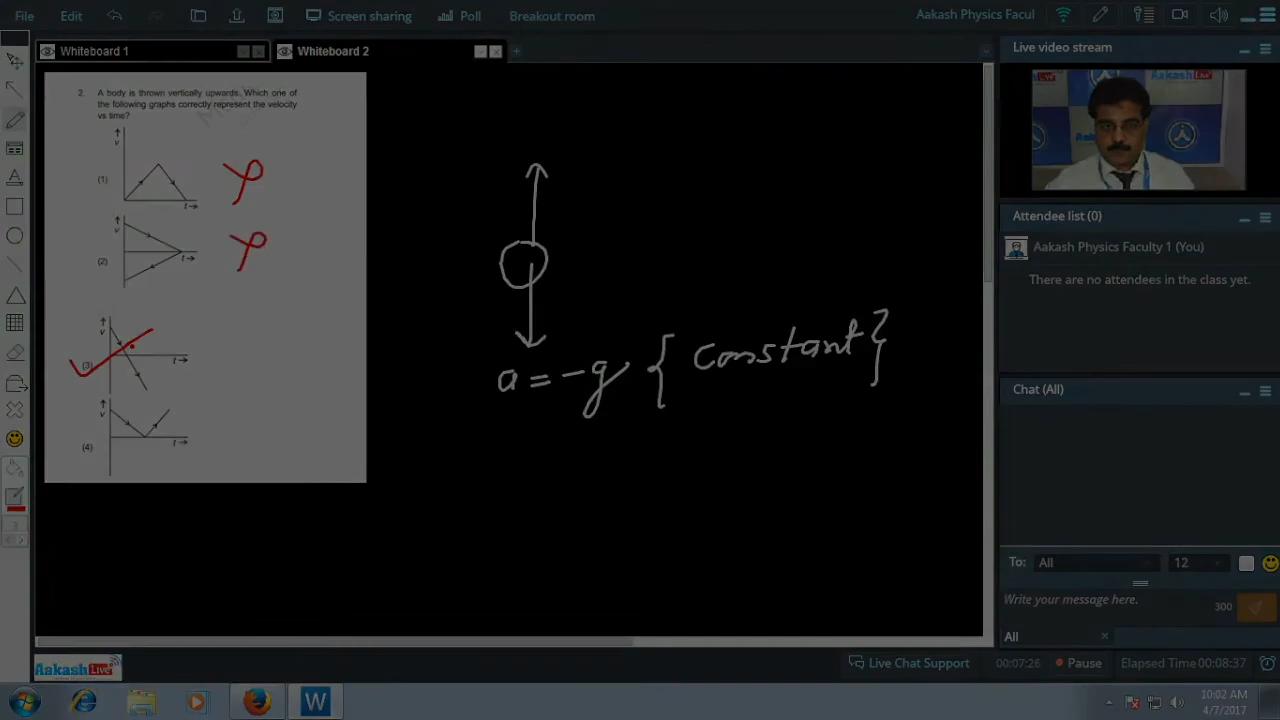 File Edit Screen sharing Poll Breakout room Aakash Physics Facul
Whiteboard 1 Whiteboard 2
Live video stream
2. A body is thrown vertically upwards. Which one of
the following graphs correctly represent the velocity
vs time?
v
(1)
t
v
(2)
t
v
(3)
t
v
(4)
t
a = -g { constant }
AakashLive
Attendee list (0)
Aakash Physics Faculty 1 (You)
There are no attendees in the class yet.
Chat (All)
To: All 12
Write your message here. 300
All
AakashLive
Live Chat Support 00:07:26 Pause Elapsed Time 00:08:37
10:02 AM
4/7/2017